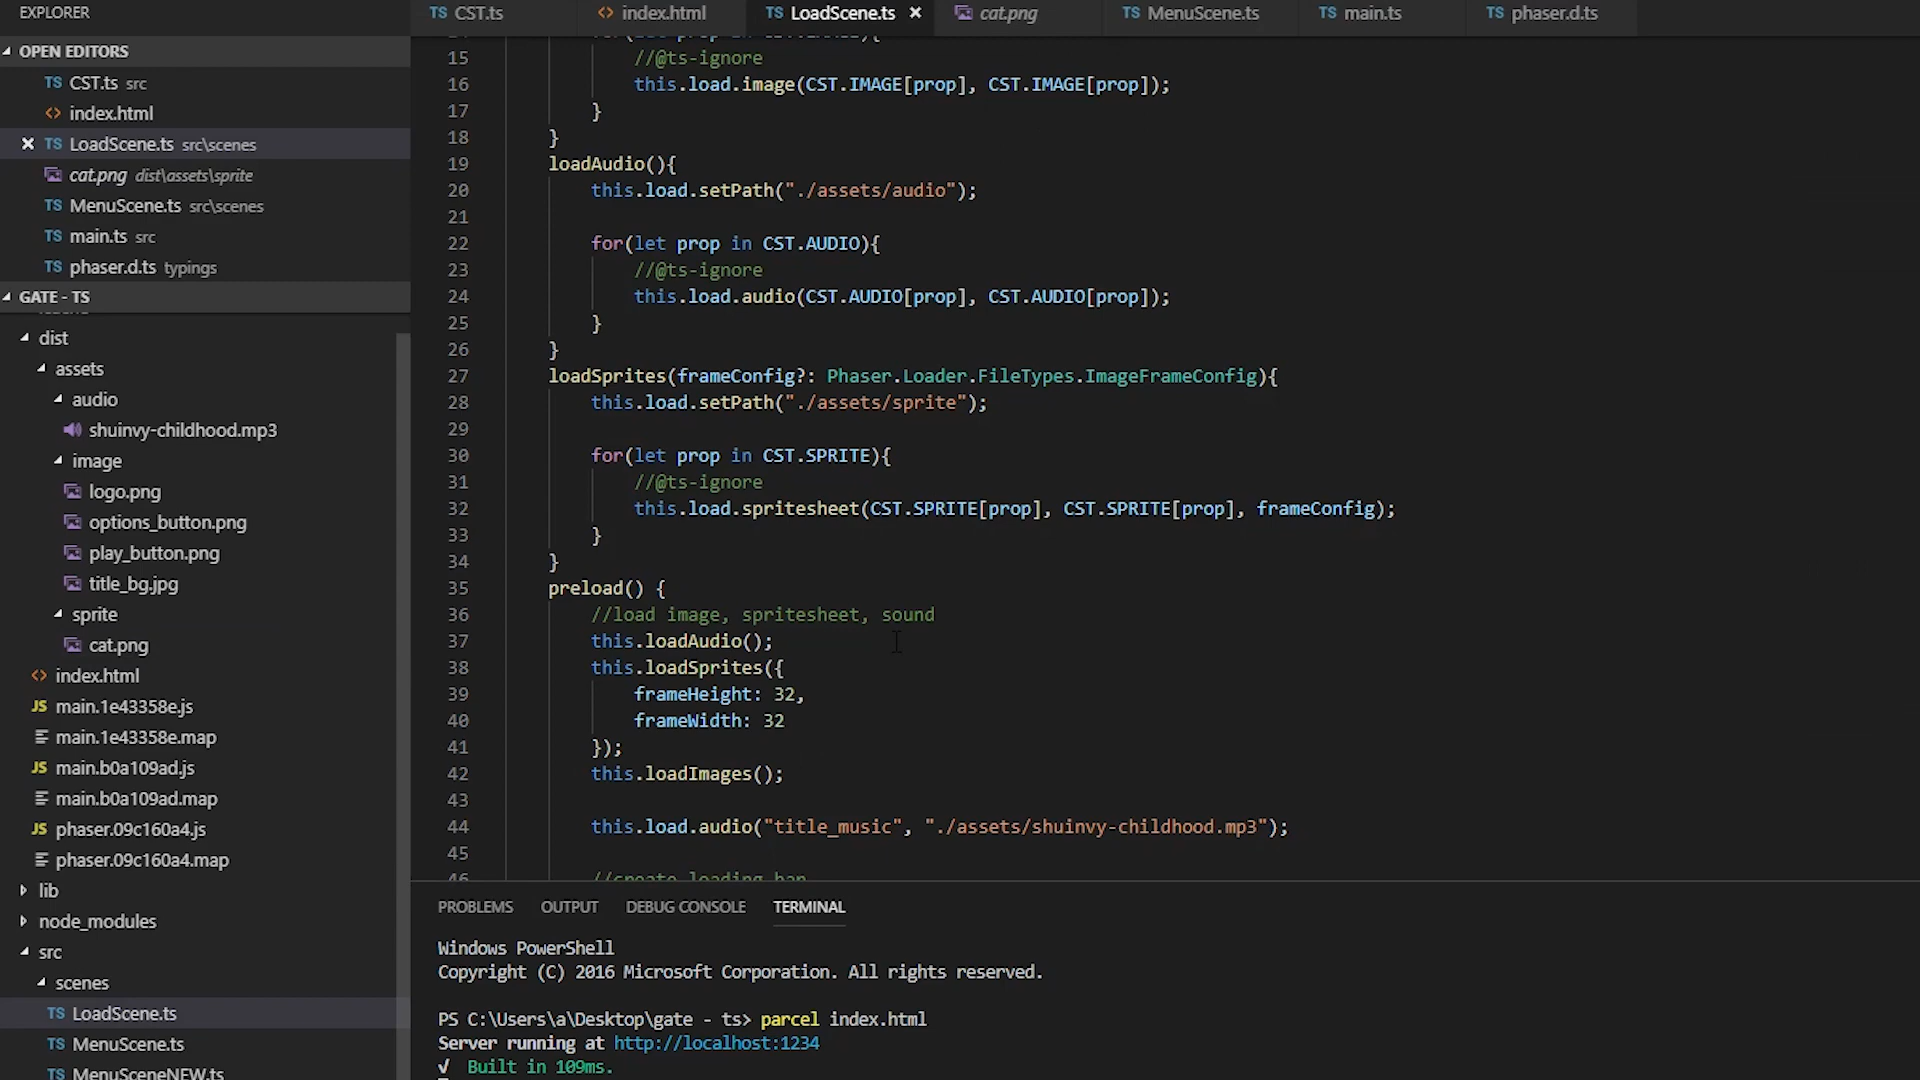 EXPLORER
OPEN EDITORS
TS CST.ts src
<> index.html
TS LoadScene.ts src\scenes
cat.png dist\assets\sprite
TS MenuScene.ts src\scenes
TS main.ts src
TS phaser.d.ts typings
GATE - TS
dist
assets
audio
shuinvy-childhood.mp3
image
logo.png
options_button.png
play_button.png
title_bg.jpg
sprite
cat.png
<> index.html
JS main.1e43358e.js
main.1e43358e.map
JS main.b0a109ad.js
main.b0a109ad.map
JS phaser.09c160a4.js
phaser.09c160a4.map
lib
node_modules
src
scenes
TS LoadScene.ts
TS MenuScene.ts
TS MenuSceneNEW.ts
TS CST.ts
<> index.html
TS LoadScene.ts
cat.png
TS MenuScene.ts
TS main.ts
TS phaser.d.ts
15 //@ts-ignore
16 this.load.image(CST.IMAGE[prop], CST.IMAGE[prop]);
17 }
18 }
19 loadAudio(){
20 this.load.setPath("./assets/audio");
21
22 for(let prop in CST.AUDIO){
23 //@ts-ignore
24 this.load.audio(CST.AUDIO[prop], CST.AUDIO[prop]);
25 }
26 }
27 loadSprites(frameConfig?: Phaser.Loader.FileTypes.ImageFrameConfig){
28 this.load.setPath("./assets/sprite");
29
30 for(let prop in CST.SPRITE){
31 //@ts-ignore
32 this.load.spritesheet(CST.SPRITE[prop], CST.SPRITE[prop], frameConfig);
33 }
34 }
35 preload() {
36 //load image, spritesheet, sound
37 this.loadAudio();
38 this.loadSprites({
39 frameHeight: 32,
40 frameWidth: 32
41 });
42 this.loadImages();
43
44 this.load.audio("title_music", "./assets/shuinvy-childhood.mp3");
45
46 //create loading bar
PROBLEMS OUTPUT DEBUG CONSOLE TERMINAL
Windows PowerShell
Copyright (C) 2016 Microsoft Corporation. All rights reserved.
PS C:\Users\a\Desktop\gate - ts> parcel index.html
Server running at http://localhost:1234
√ Built in 109ms.